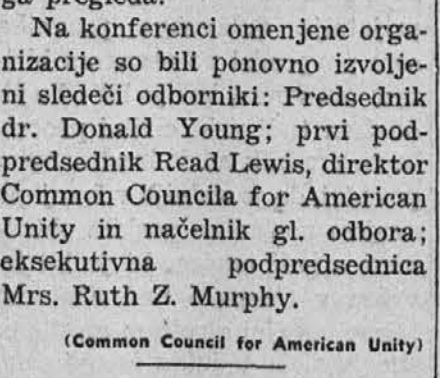 ga pregleda.
Na konferenci omenjene orga-
nizacije so bili ponovno izvolje-
ni sledeči odborniki: Predsednik
dr. Donald Young; prvi pod-
predsednik Read Lewis, direktor
Common Councila for American
Unity in načelnik gl. odbora;
eksekutivna podpredsednica
Mrs. Ruth Z. Murphy.
(Common Council for American Unity)